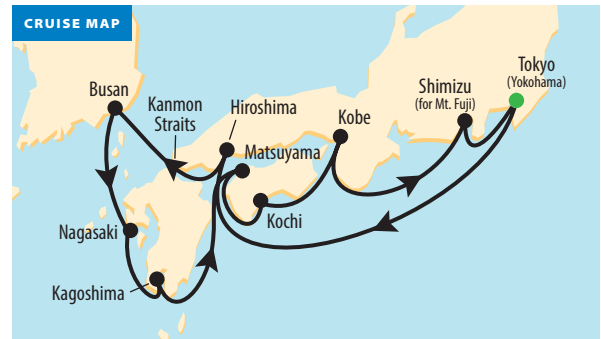 CRUISE MAP
Busan
Kanmon
Straits
Hiroshima
Matsuyama
Kobe
Shimizu
(for Mt. Fuji)
Tokyo
(Yokohama)
Kochi
Nagasaki
Kagoshima